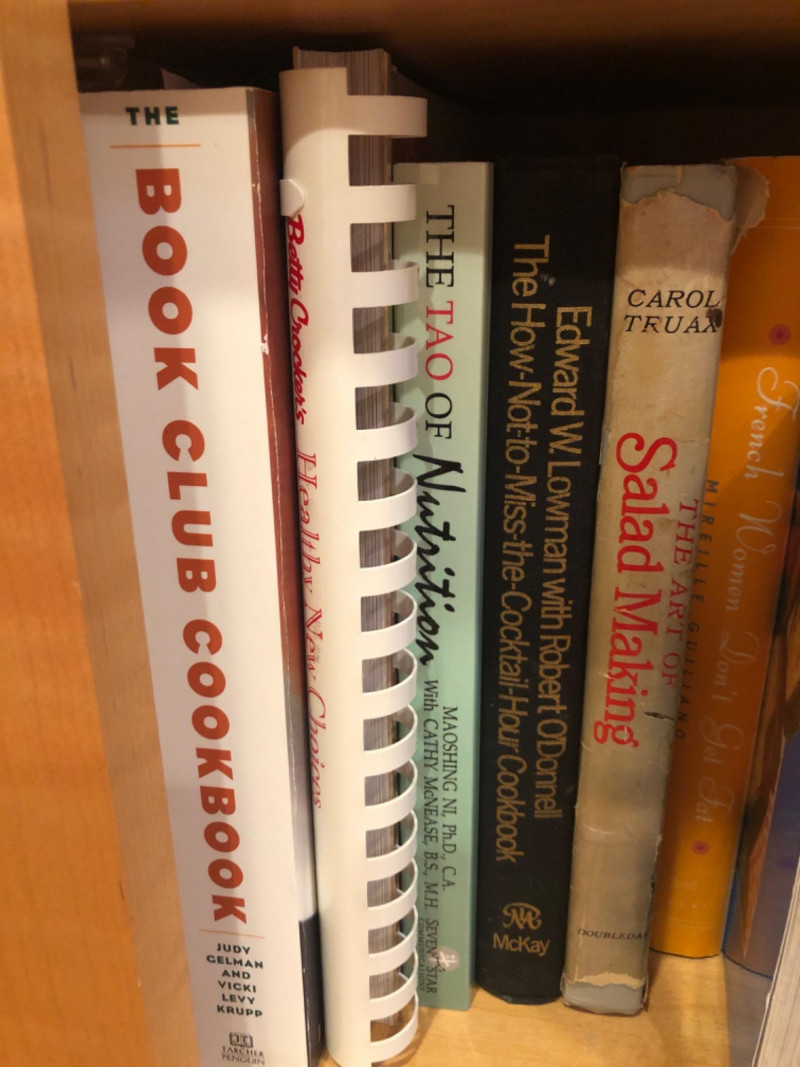 THE
BOOK CLUB COOKBOOK
JUDY
GELMAN
AND
VICKI
LEVY
KRUPP
TARCHER
PENGUIN
Betty Crocker's Healthy New Choices
THE TAO OF Nutrition
MAOSHING NI, Ph.D., C.A.
With CATHY McNEASE, B.S., M.H.
SEVEN STAR
COMMUNICATIONS
Edward W. Lowman with Robert O'Donnell
The How-Not-to-Miss-the-Cocktail-Hour Cookbook
McKay
CAROL
TRUAX
THE ART OF
Salad Making
DOUBLEDAY
MIREILLE GUILIANO
French Women Don't Get Fat